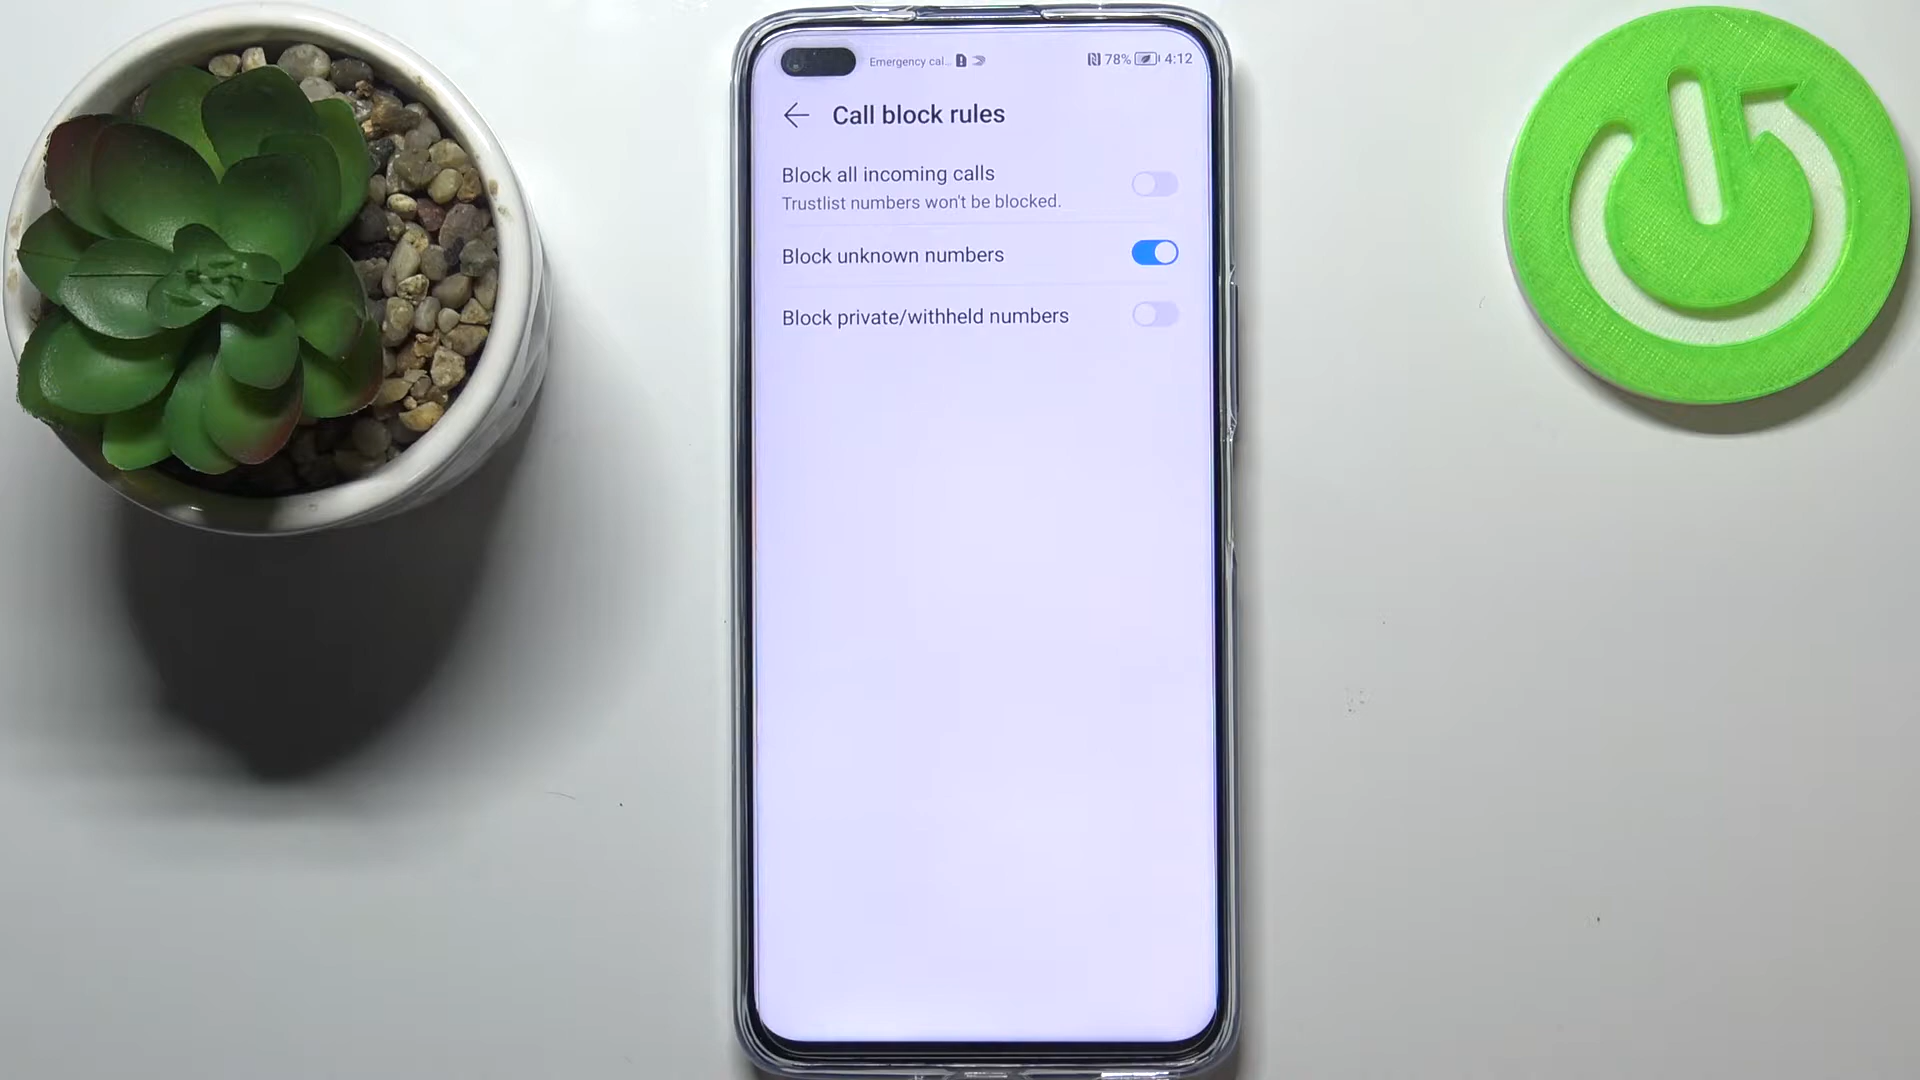 Emergency cal... 78% 4:12
Call block rules
Block all incoming calls
Trustlist numbers won't be blocked.
Block unknown numbers
Block private/withheld numbers